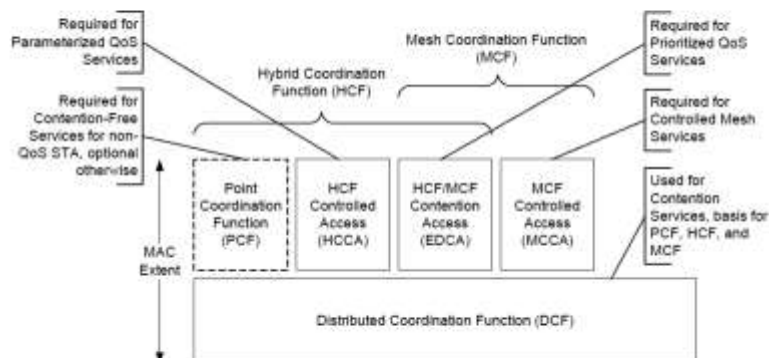 Required for
Parameterized QoS
Services
Mesh Coordination Function
(MCF)
Required for
Prioritized QoS
Services
Hybrid Coordination
Function (HCF)
Required for
Contention-Free
Services for non-
QoS STA, optional
otherwise
Required for
Controlled Mesh
Services
Point
Coordination
Function
(PCF)
HCF
Controlled
Access
(HCCA)
HCF/MCF
Contention
Access
(EDCA)
MCF
Controlled
Access
(MCCA)
Used for
Contention
Services, basis for
PCF, HCF, and
MCF
MAC
Extent
Distributed Coordination Function (DCF)